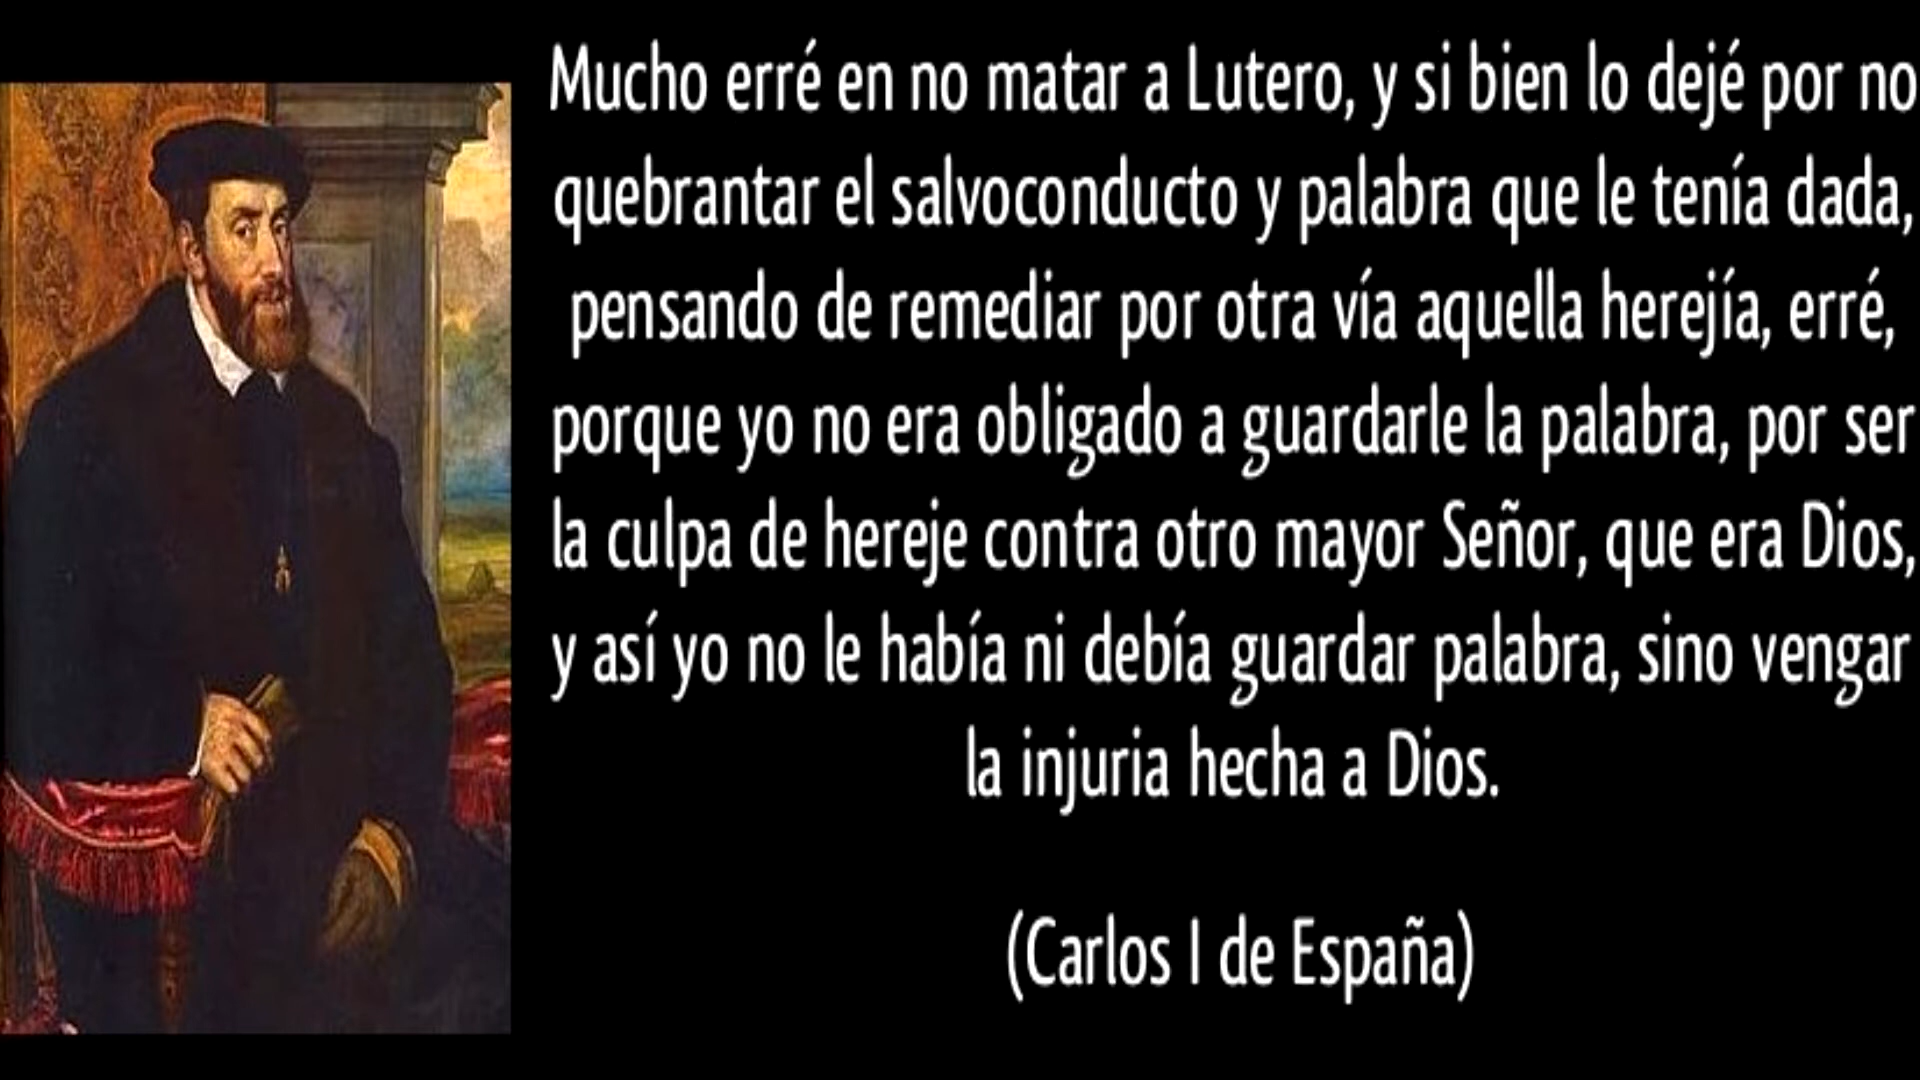 Mucho erré en no matar a Lutero, y si bien lo dejé por no
quebrantar el salvoconducto y palabra que le tenía dada,
pensando de remediar por otra vía aquella herejía, erré,
porque yo no era obligado a guardarle la palabra, por ser
la culpa de hereje contra otro mayor Señor, que era Dios,
y así yo no le había ni debía guardar palabra, sino vengar
la injuria hecha a Dios.
(Carlos I de España)